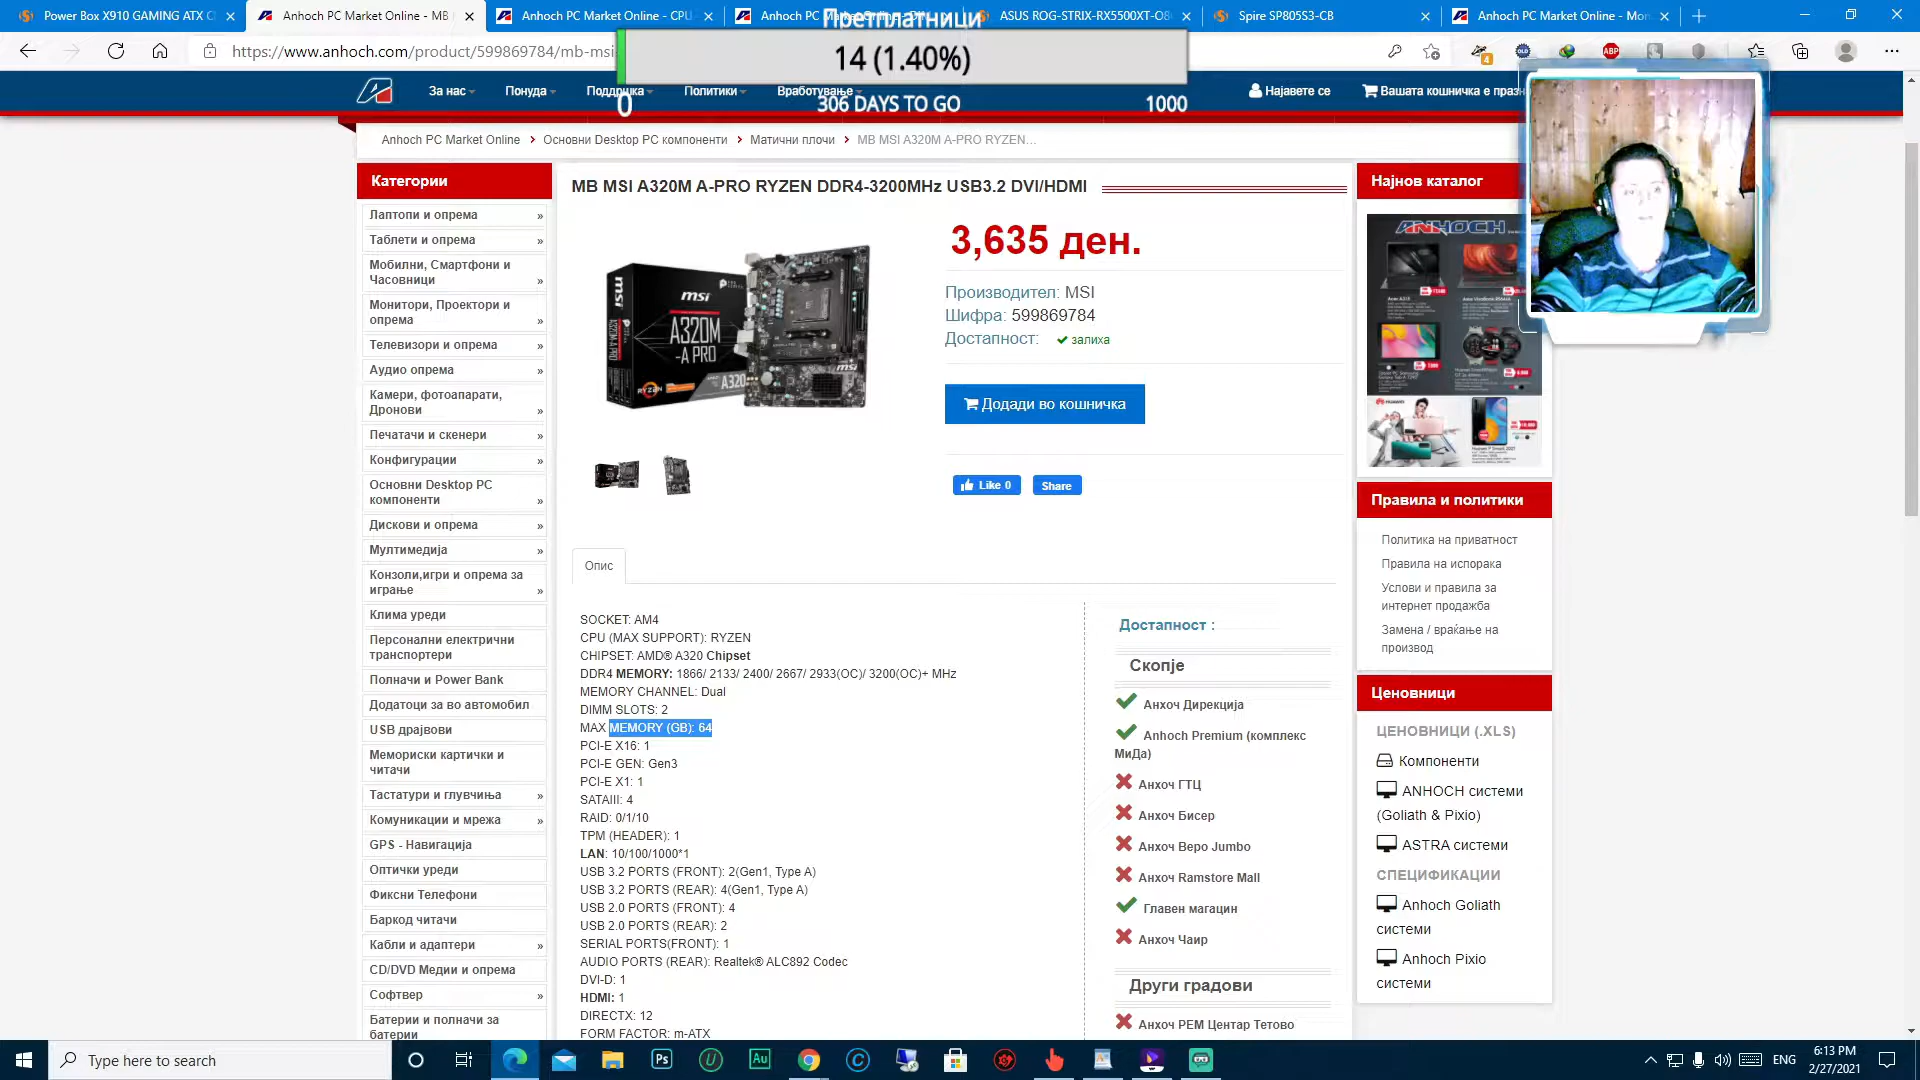 Power Box X910 GAMING ATX C
Anhoch PC Market Online - MB
Anhoch PC Market Online - CPU
Anhoch PC
ASUS ROG-STRIX-RX5500XT-O8
Spire SP805S3-CB
Anhoch PC Market Online - Mon
Претплатници
https://www.anhoch.com/product/599869784/mb-msi
14 (1.40%)
0
306 DAYS TO GO
1000
За нас
Понуда
Поддршка
Политики
Вработување
Најавете се
Вашата кошничка е празн
Anhoch PC Market Online
Основни Desktop PC компоненти
Матични плочи
MB MSI A320M A-PRO RYZEN…
Категории
Лаптопи и опрема »
Таблети и опрема »
Мобилни, Смартфони и
Часовници »
Монитори, Проектори и
опрема »
Телевизори и опрема »
Аудио опрема »
Камери, фотоапарати,
Дронови »
Печатачи и скенери »
Конфигурации »
Основни Desktop PC
компоненти »
Дискови и опрема »
Мултимедија »
Конзоли,игри и опрема за
играње »
Клима уреди
Персонални електрични
транспортери
Полначи и Power Bank
Додатоци за во автомобил
USB драјвови
Мемориски картички и
читачи
Тастатури и глувчиња »
Комуникации и мрежа »
GPS - Навигација
Оптички уреди
Фиксни Телефони
Баркод читачи
Кабли и адаптери »
CD/DVD Медии и опрема
Софтвер »
Батерии и полначи за
батерии
MB MSI A320M A-PRO RYZEN DDR4-3200MHz USB3.2 DVI/HDMI
msi
A320M
-A PRO
RYZEN
A320
3,635 ден.
Производител: MSI
Шифра: 599869784
Достапност: залиха
Додади во кошничка
Like 0
Share
Опис
SOCKET: AM4
CPU (MAX SUPPORT): RYZEN
CHIPSET: AMD® A320 Chipset
DDR4 MEMORY: 1866/ 2133/ 2400/ 2667/ 2933(OC)/ 3200(OC)+ MHz
MEMORY CHANNEL: Dual
DIMM SLOTS: 2
MAX MEMORY (GB): 64
PCI-E X16: 1
PCI-E GEN: Gen3
PCI-E X1: 1
SATAIII: 4
RAID: 0/1/10
TPM (HEADER): 1
LAN: 10/100/1000*1
USB 3.2 PORTS (FRONT): 2(Gen1, Type A)
USB 3.2 PORTS (REAR): 4(Gen1, Type A)
USB 2.0 PORTS (FRONT): 4
USB 2.0 PORTS (REAR): 2
SERIAL PORTS(FRONT): 1
AUDIO PORTS (REAR): Realtek® ALC892 Codec
DVI-D: 1
HDMI: 1
DIRECTX: 12
FORM FACTOR: m-ATX
Достапност :
Скопје
Анхоч Дирекција
Anhoch Premium (комплекс
МиДа)
Анхоч ГТЦ
Анхоч Бисер
Анхоч Веро Jumbo
Анхоч Ramstore Mall
Главен магацин
Анхоч Чаир
Други градови
Анхоч РЕМ Центар Тетово
Најнов каталог
ANHOCH
Правила и политики
Политика на приватност
Правила на испорака
Услови и правила за
интернет продажба
Замена / враќање на
производ
Ценовници
ЦЕНОВНИЦИ (.XLS)
Компоненти
ANHOCH системи
(Goliath & Pixio)
ASTRA системи
СПЕЦИФИКАЦИИ
Anhoch Goliath
системи
Anhoch Pixio
системи
Type here to search
ENG
6:13 PM
2/27/2021